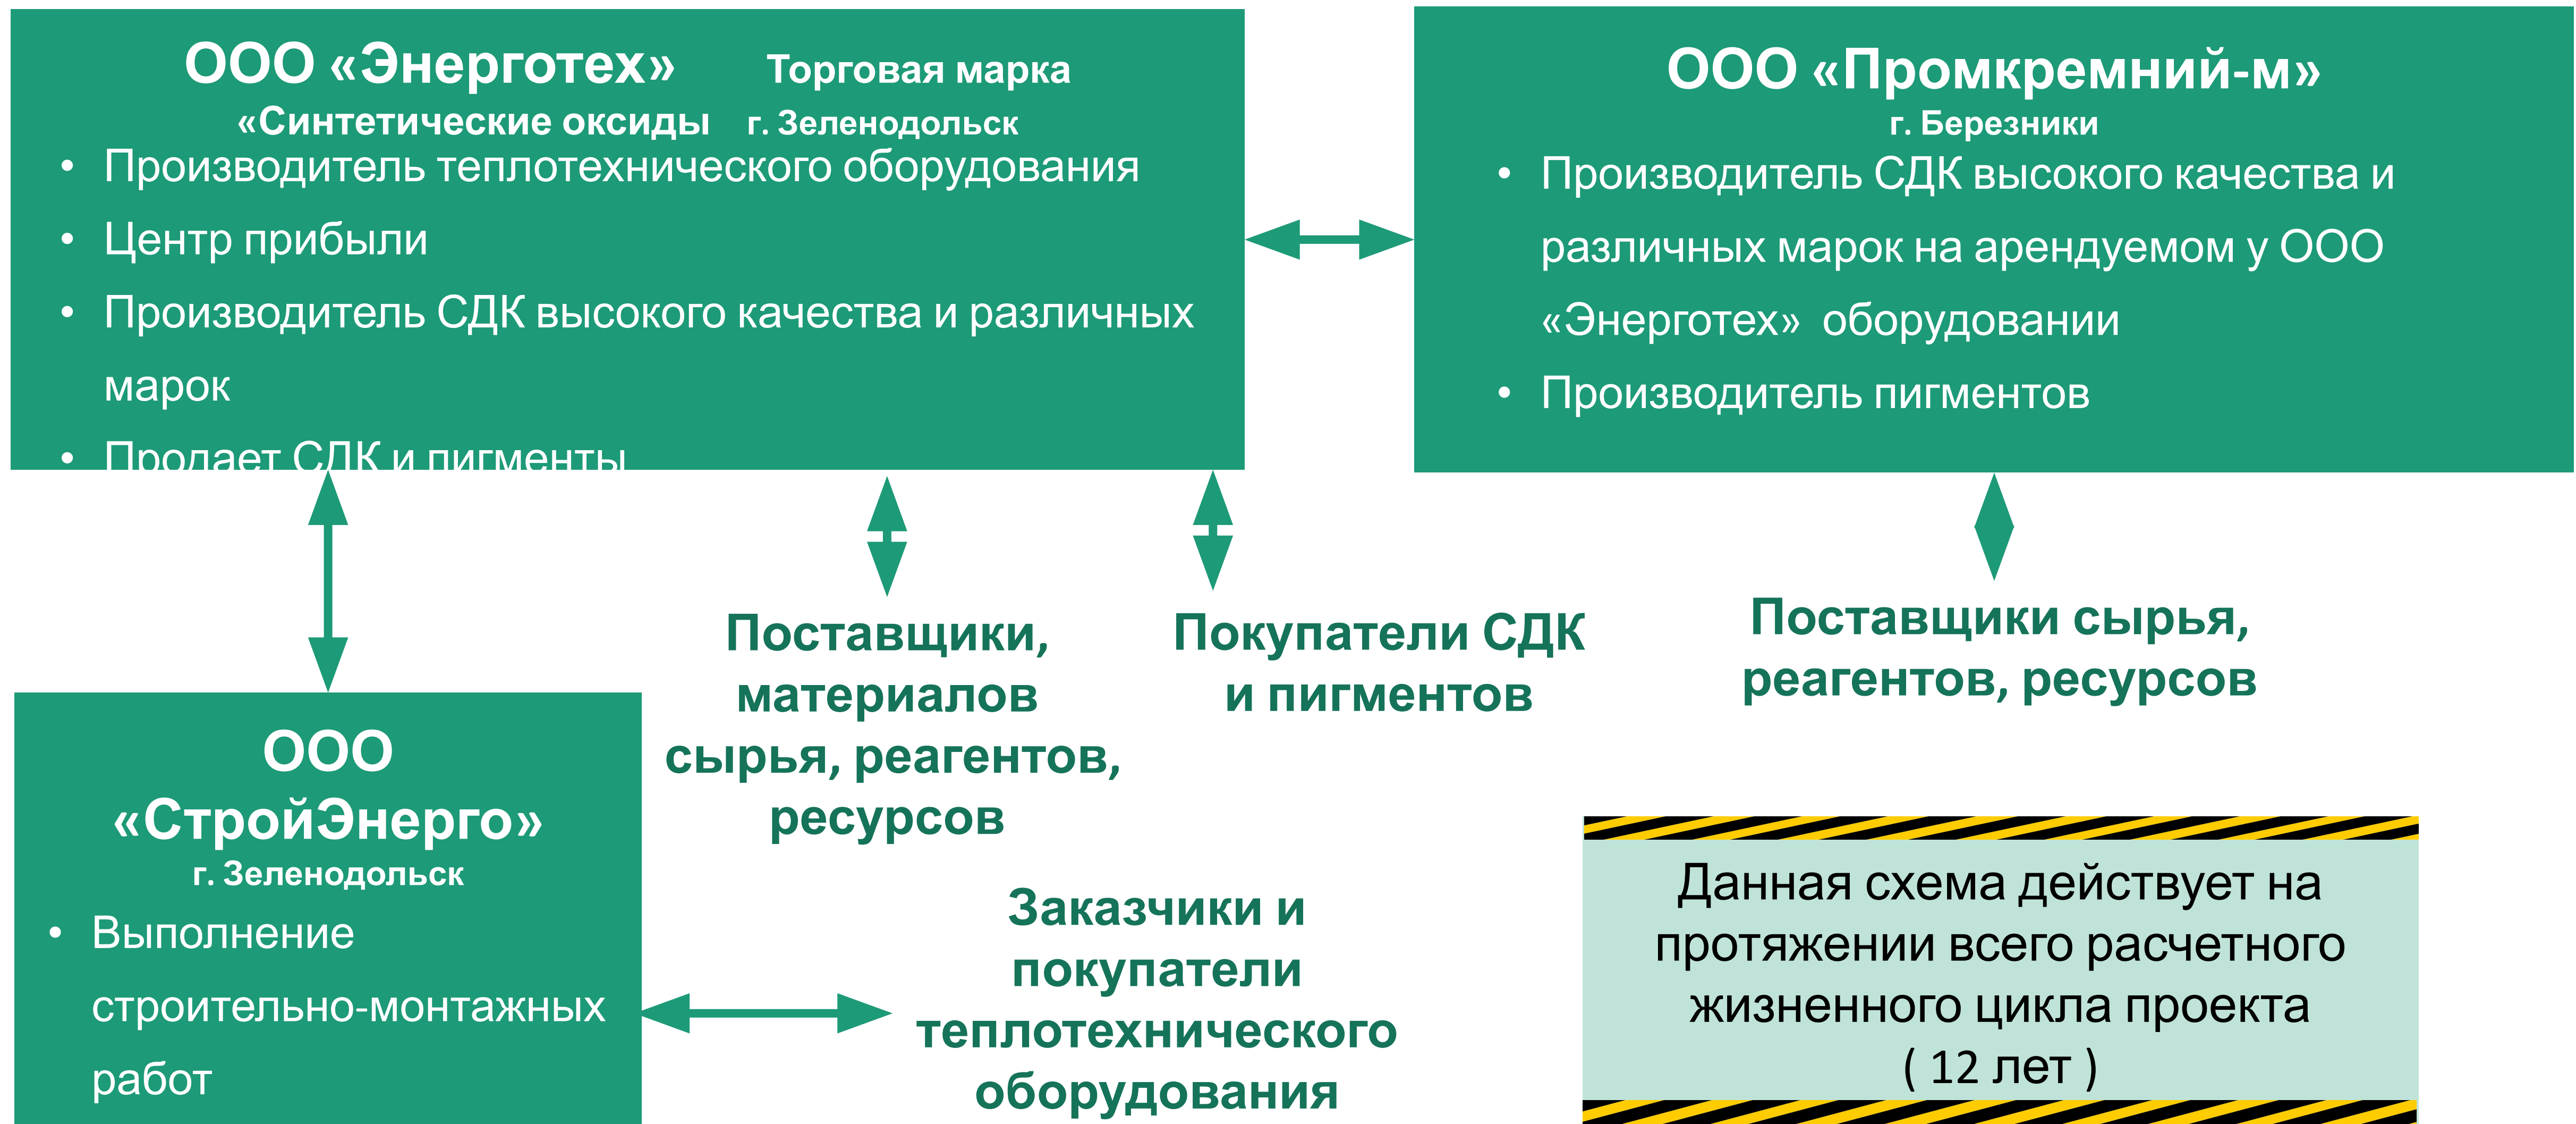 ООО «Энерготех» Торговая марка
«Синтетические оксиды г. Зеленодольск
• Производитель теплотехнического оборудования
• Центр прибыли
• Производитель СДК высокого качества и различных
марок
• Продает СДК и пигменты
ООО «Промкремний-м»
г. Березники
• Производитель СДК высокого качества и
различных марок на арендуемом у ООО
«Энерготех» оборудовании
• Производитель пигментов
Поставщики,
материалов
сырья, реагентов,
ресурсов
Покупатели СДК
и пигментов
Поставщики сырья,
реагентов, ресурсов
ООО
«СтройЭнерго»
г. Зеленодольск
• Выполнение
строительно-монтажных
работ
Заказчики и
покупатели
теплотехнического
оборудования
Данная схема действует на
протяжении всего расчетного
жизненного цикла проекта
( 12 лет )